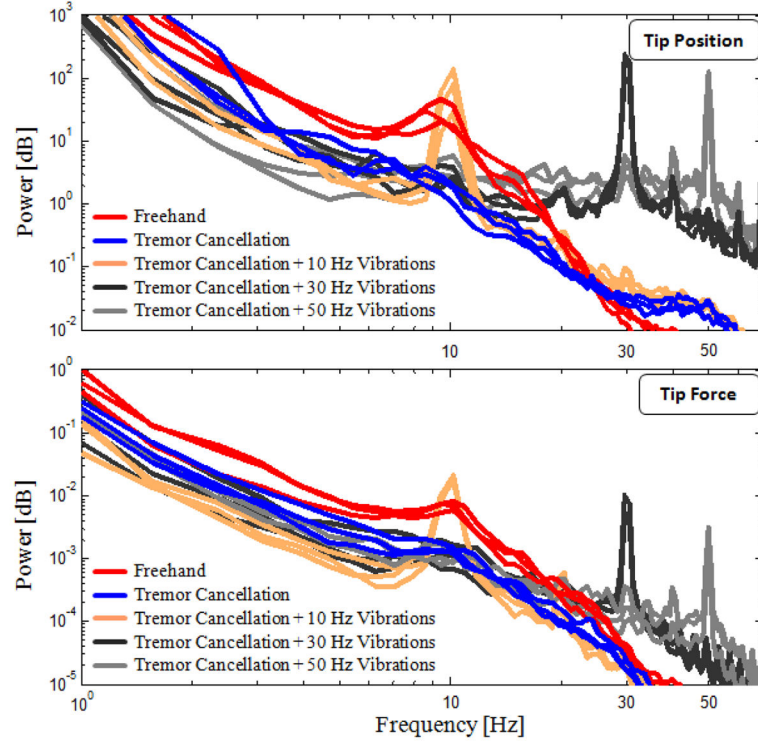 10^3
Tip Position
10^2
10^1
10^0
10^-1
10^-2
Power [dB]
Freehand
Tremor Cancellation
Tremor Cancellation + 10 Hz Vibrations
Tremor Cancellation + 30 Hz Vibrations
Tremor Cancellation + 50 Hz Vibrations
10 30 50
10^0
Tip Force
10^-1
10^-2
10^-3
10^-4
10^-5
Power [dB]
Freehand
Tremor Cancellation
Tremor Cancellation + 10 Hz Vibrations
Tremor Cancellation + 30 Hz Vibrations
Tremor Cancellation + 50 Hz Vibrations
10^0 10 30 50
Frequency [Hz]